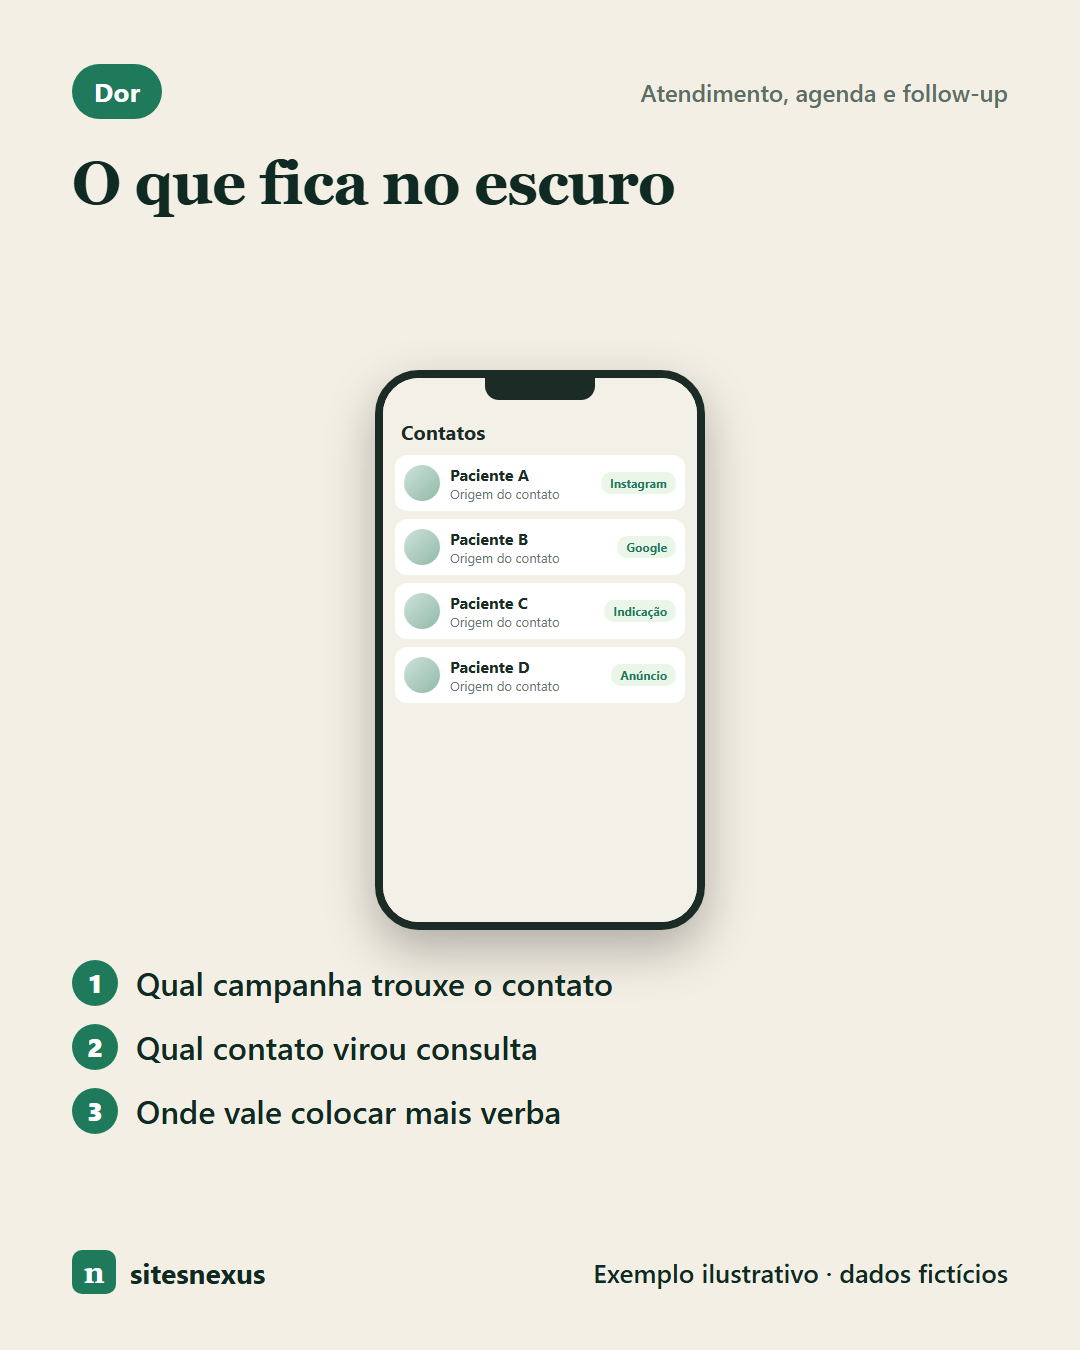 Dor
Atendimento, agenda e follow-up
O que fica no escuro
Contatos
Paciente A
Origem do contato
Instagram
Paciente B
Origem do contato
Google
Paciente C
Origem do contato
Indicação
Paciente D
Origem do contato
Anúncio
1 Qual campanha trouxe o contato
2 Qual contato virou consulta
3 Onde vale colocar mais verba
n sitesnexus
Exemplo ilustrativo · dados fictícios